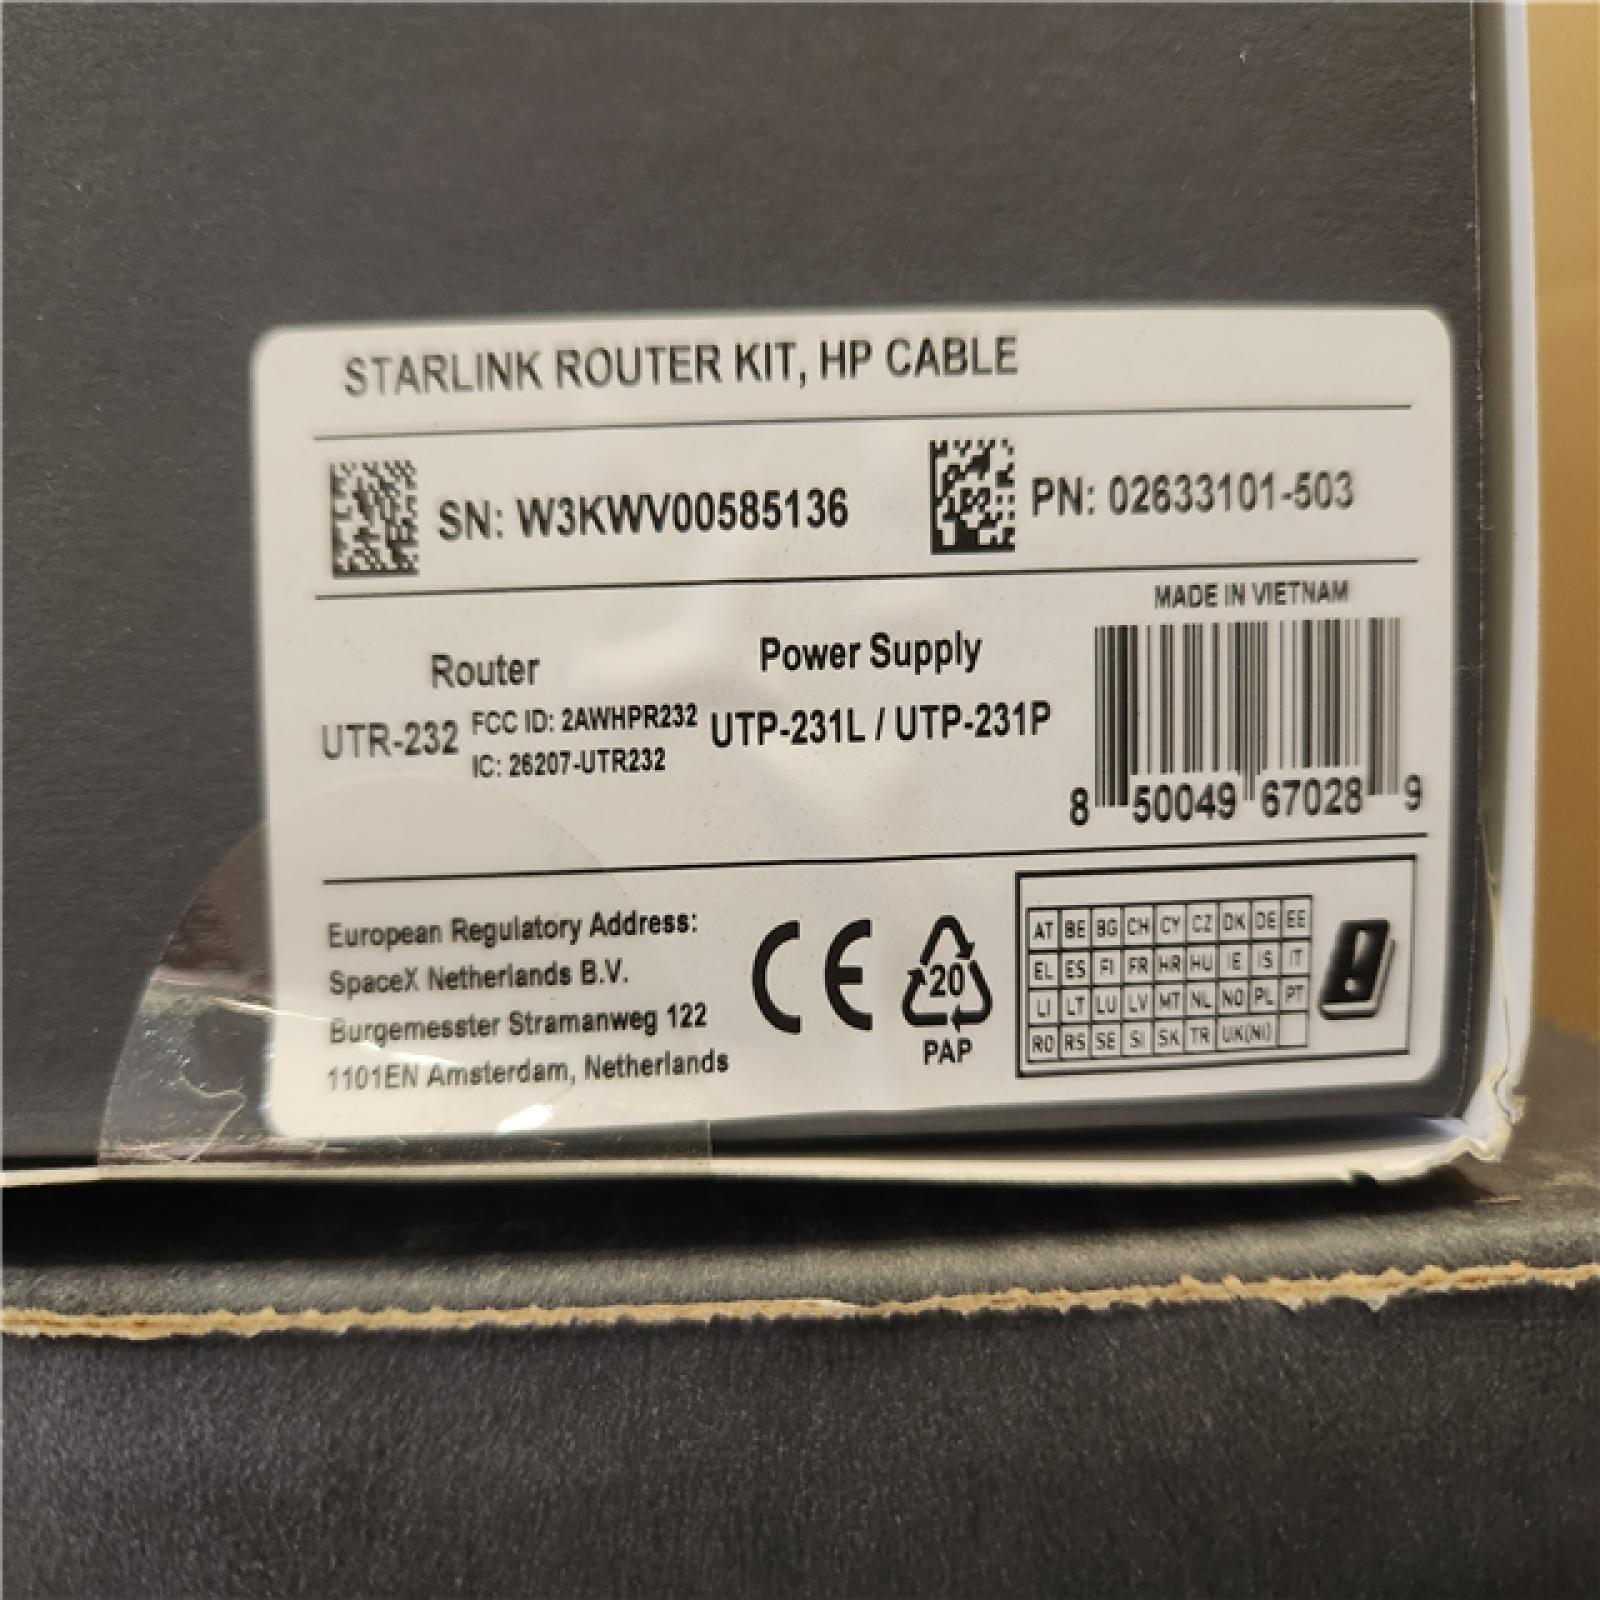 STARLINK ROUTER KIT, HP CABLE
SN: W3KWV00585136
PN: 02633101-503
MADE IN VIETNAM
Router
Power Supply
UTR-232
FCC ID: 2AWHPR232
IC: 26207-UTR232
UTP-231L / UTP-231P
8 50049 67028 9
European Regulatory Address:
SpaceX Netherlands B.V.
Burgemesster Stramanweg 122
1101EN Amsterdam, Netherlands
CE
20
PAP
AT BE BG CH CY CZ DK DE EE
EL ES FI FR HR HU IE IS IT
LI LT LU LV MT NL NO PL PT
RO RS SE SI SK TR UK(NI)
!